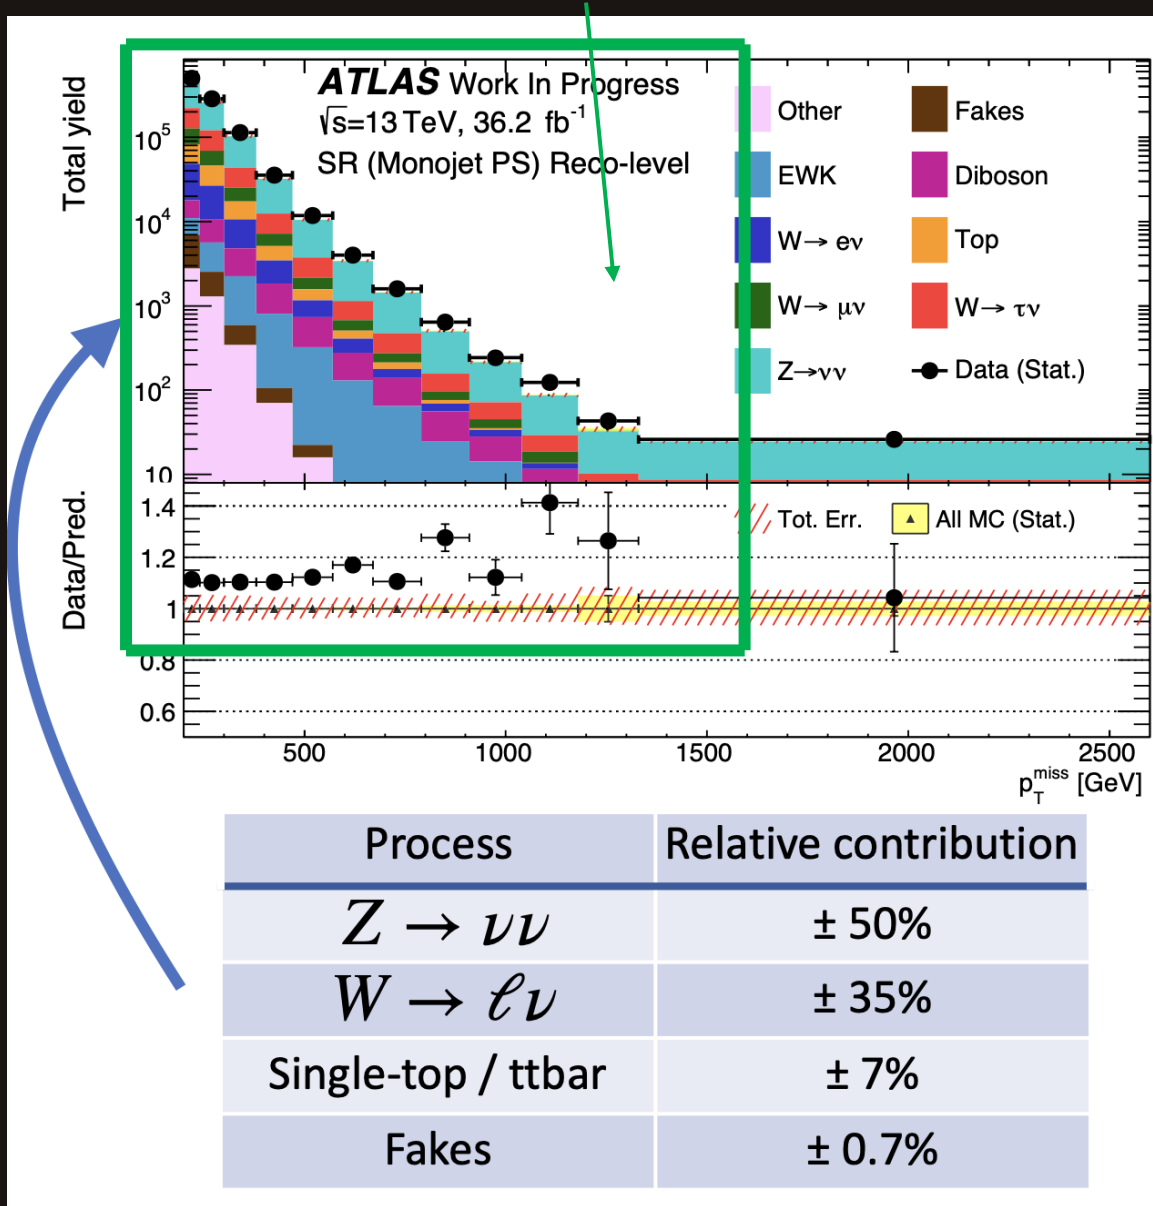 ATLAS Work In Progress
√s=13 TeV, 36.2 fb⁻¹
SR (Monojet PS) Reco-level
Total yield
10⁵
10⁴
10³
10²
10
Other
Fakes
EWK
Diboson
W→ eν
Top
W→ μν
W→ τν
Z→νν
Data (Stat.)
Data/Pred.
1.4
1.2
1
0.8
0.6
Tot. Err.
All MC (Stat.)
500 1000 1500 2000 2500
p_T^miss [GeV]
Process Relative contribution
Z → νν ± 50%
W → ℓν ± 35%
Single-top / ttbar ± 7%
Fakes ± 0.7%